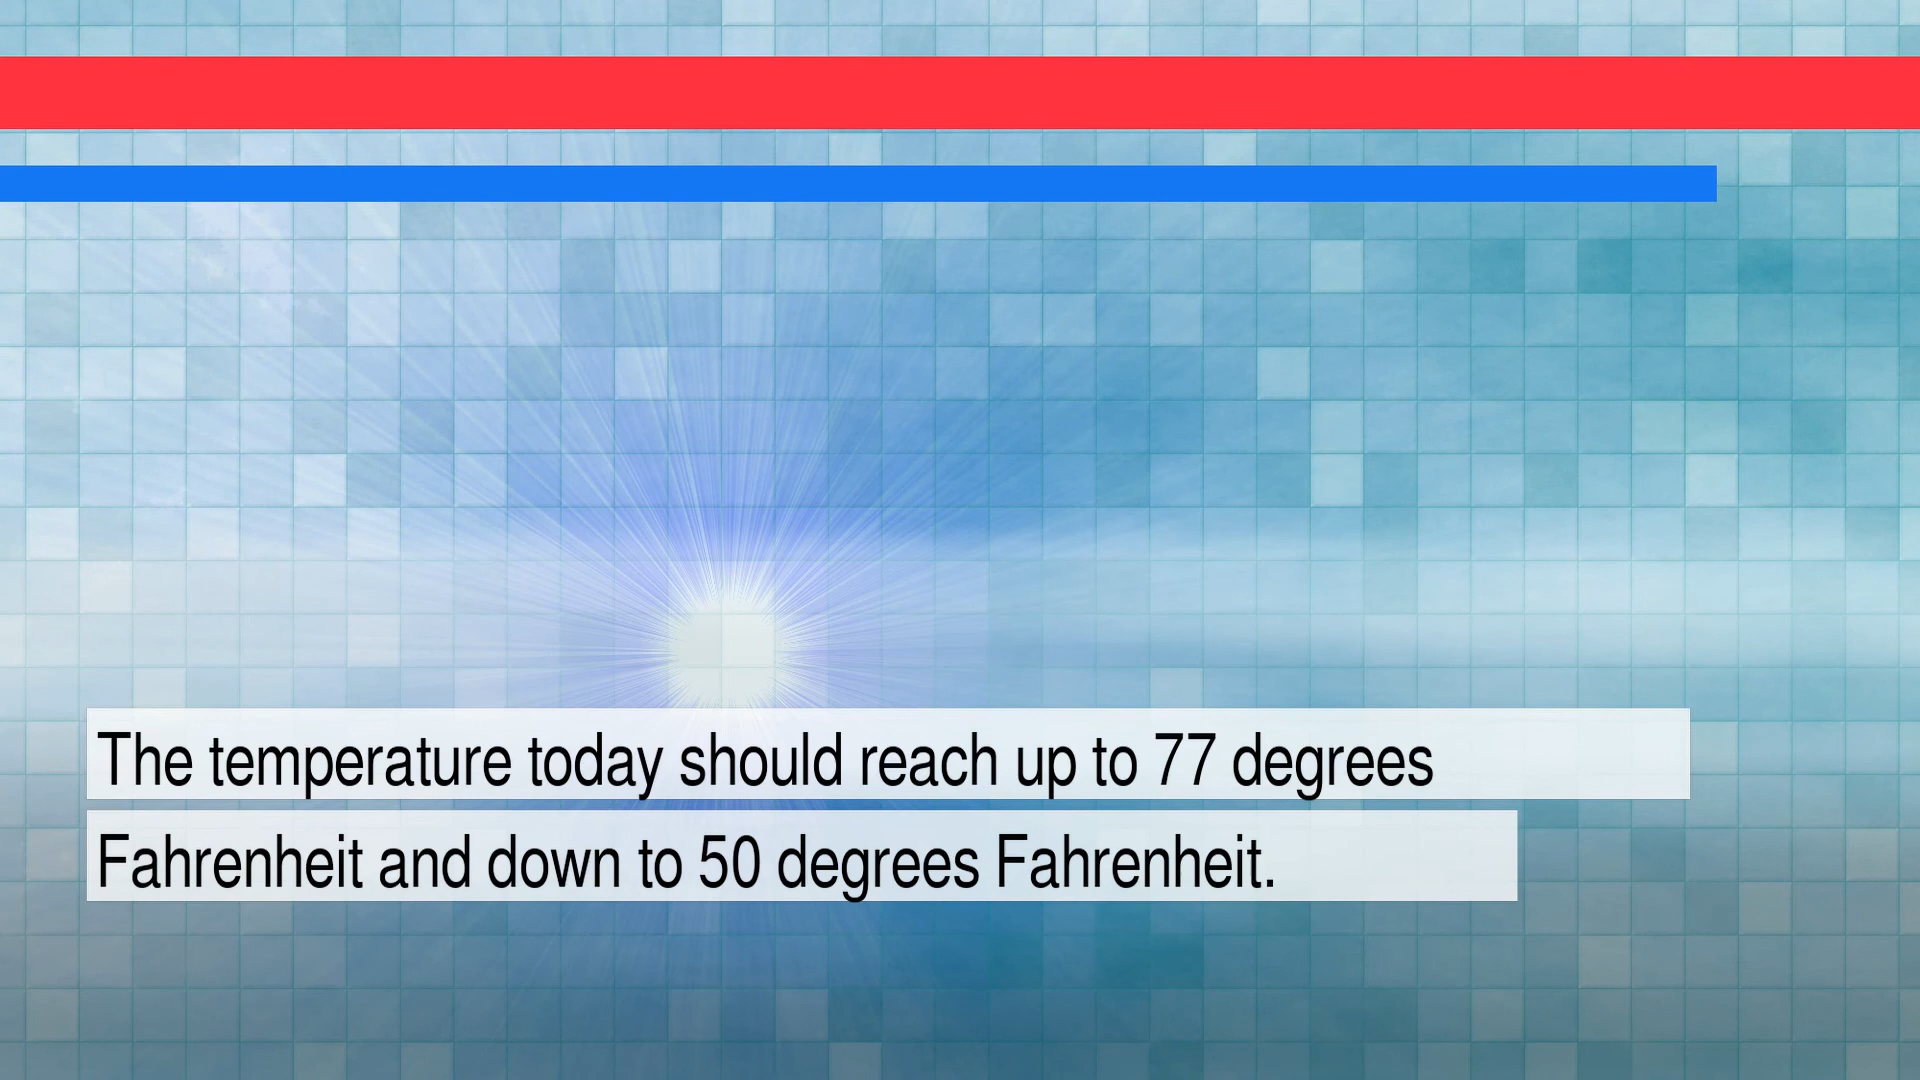 The temperature today should reach up to 77 degrees
Fahrenheit and down to 50 degrees Fahrenheit.